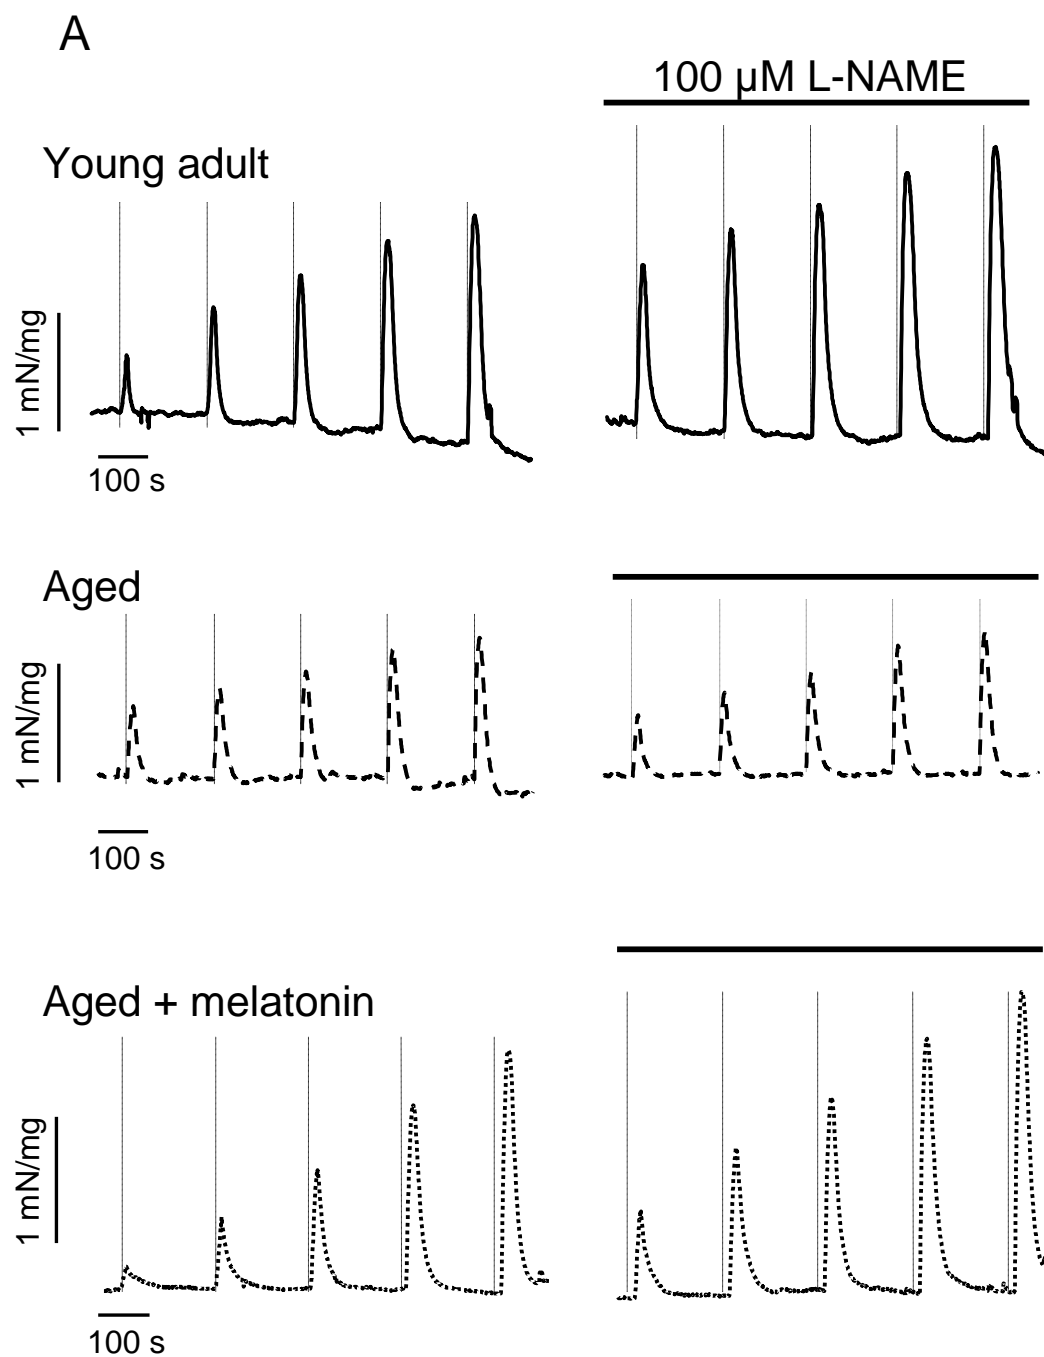 A
100 µM L-NAME
Young adult
1 mN/mg
100 s
Aged
1 mN/mg
100 s
Aged + melatonin
1 mN/mg
100 s